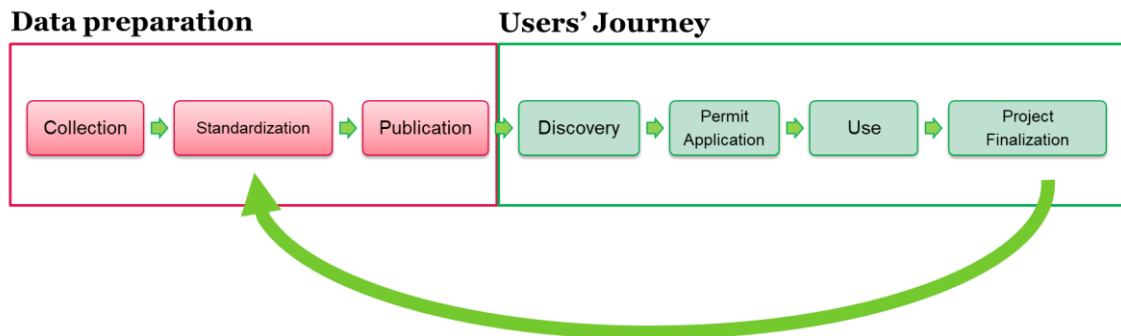 Data preparation
Users’ Journey
Collection
Standardization
Publication
Discovery
Permit
Application
Use
Project
Finalization